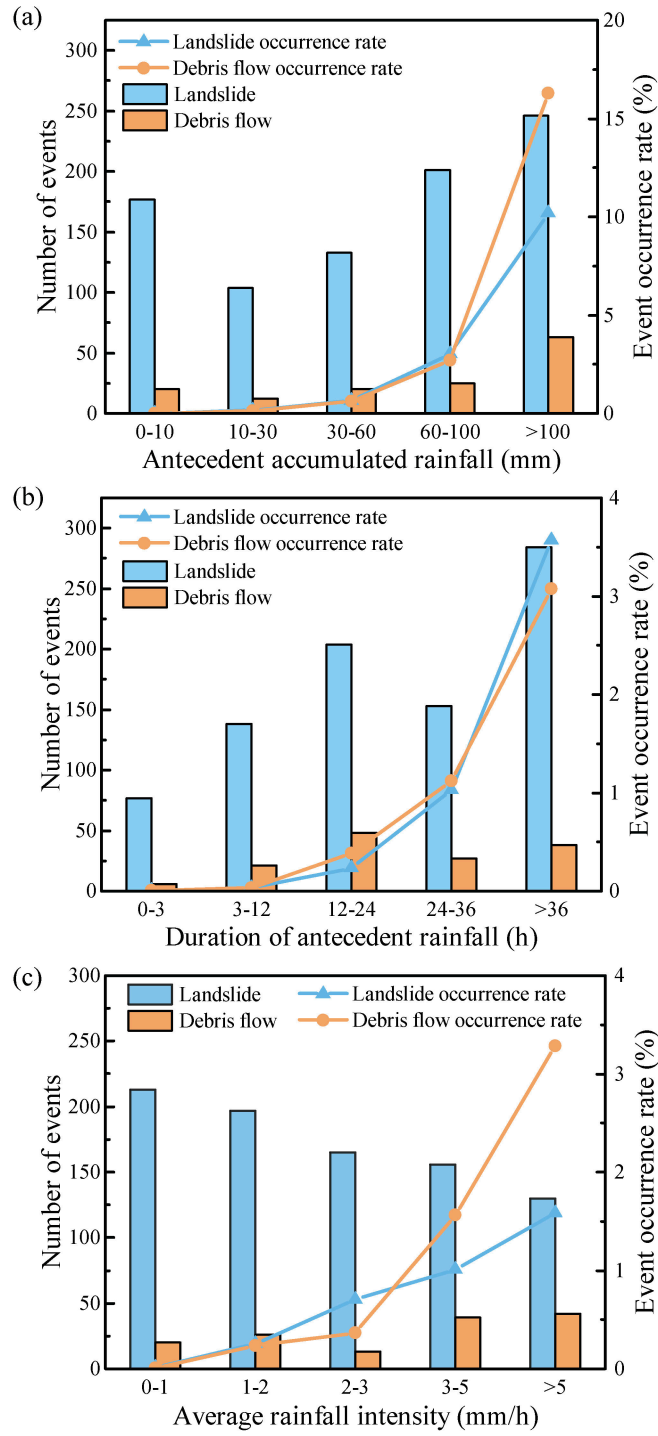 (a)
Landslide occurrence rate
Debris flow occurrence rate
Landslide
Debris flow
Number of events
300
250
200
150
100
50
0
20
15
10
5
0
Event occurrence rate (%)
0-10 10-30 30-60 60-100 >100
Antecedent accumulated rainfall (mm)
(b)
Landslide occurrence rate
Debris flow occurrence rate
Landslide
Debris flow
Number of events
300
250
200
150
100
50
0
4
3
2
1
0
Event occurrence rate (%)
0-3 3-12 12-24 24-36 >36
Duration of antecedent rainfall (h)
(c)
Landslide Landslide occurrence rate
Debris flow Debris flow occurrence rate
Number of events
300
250
200
150
100
50
0
4
3
2
1
0
Event occurrence rate (%)
0-1 1-2 2-3 3-5 >5
Average rainfall intensity (mm/h)